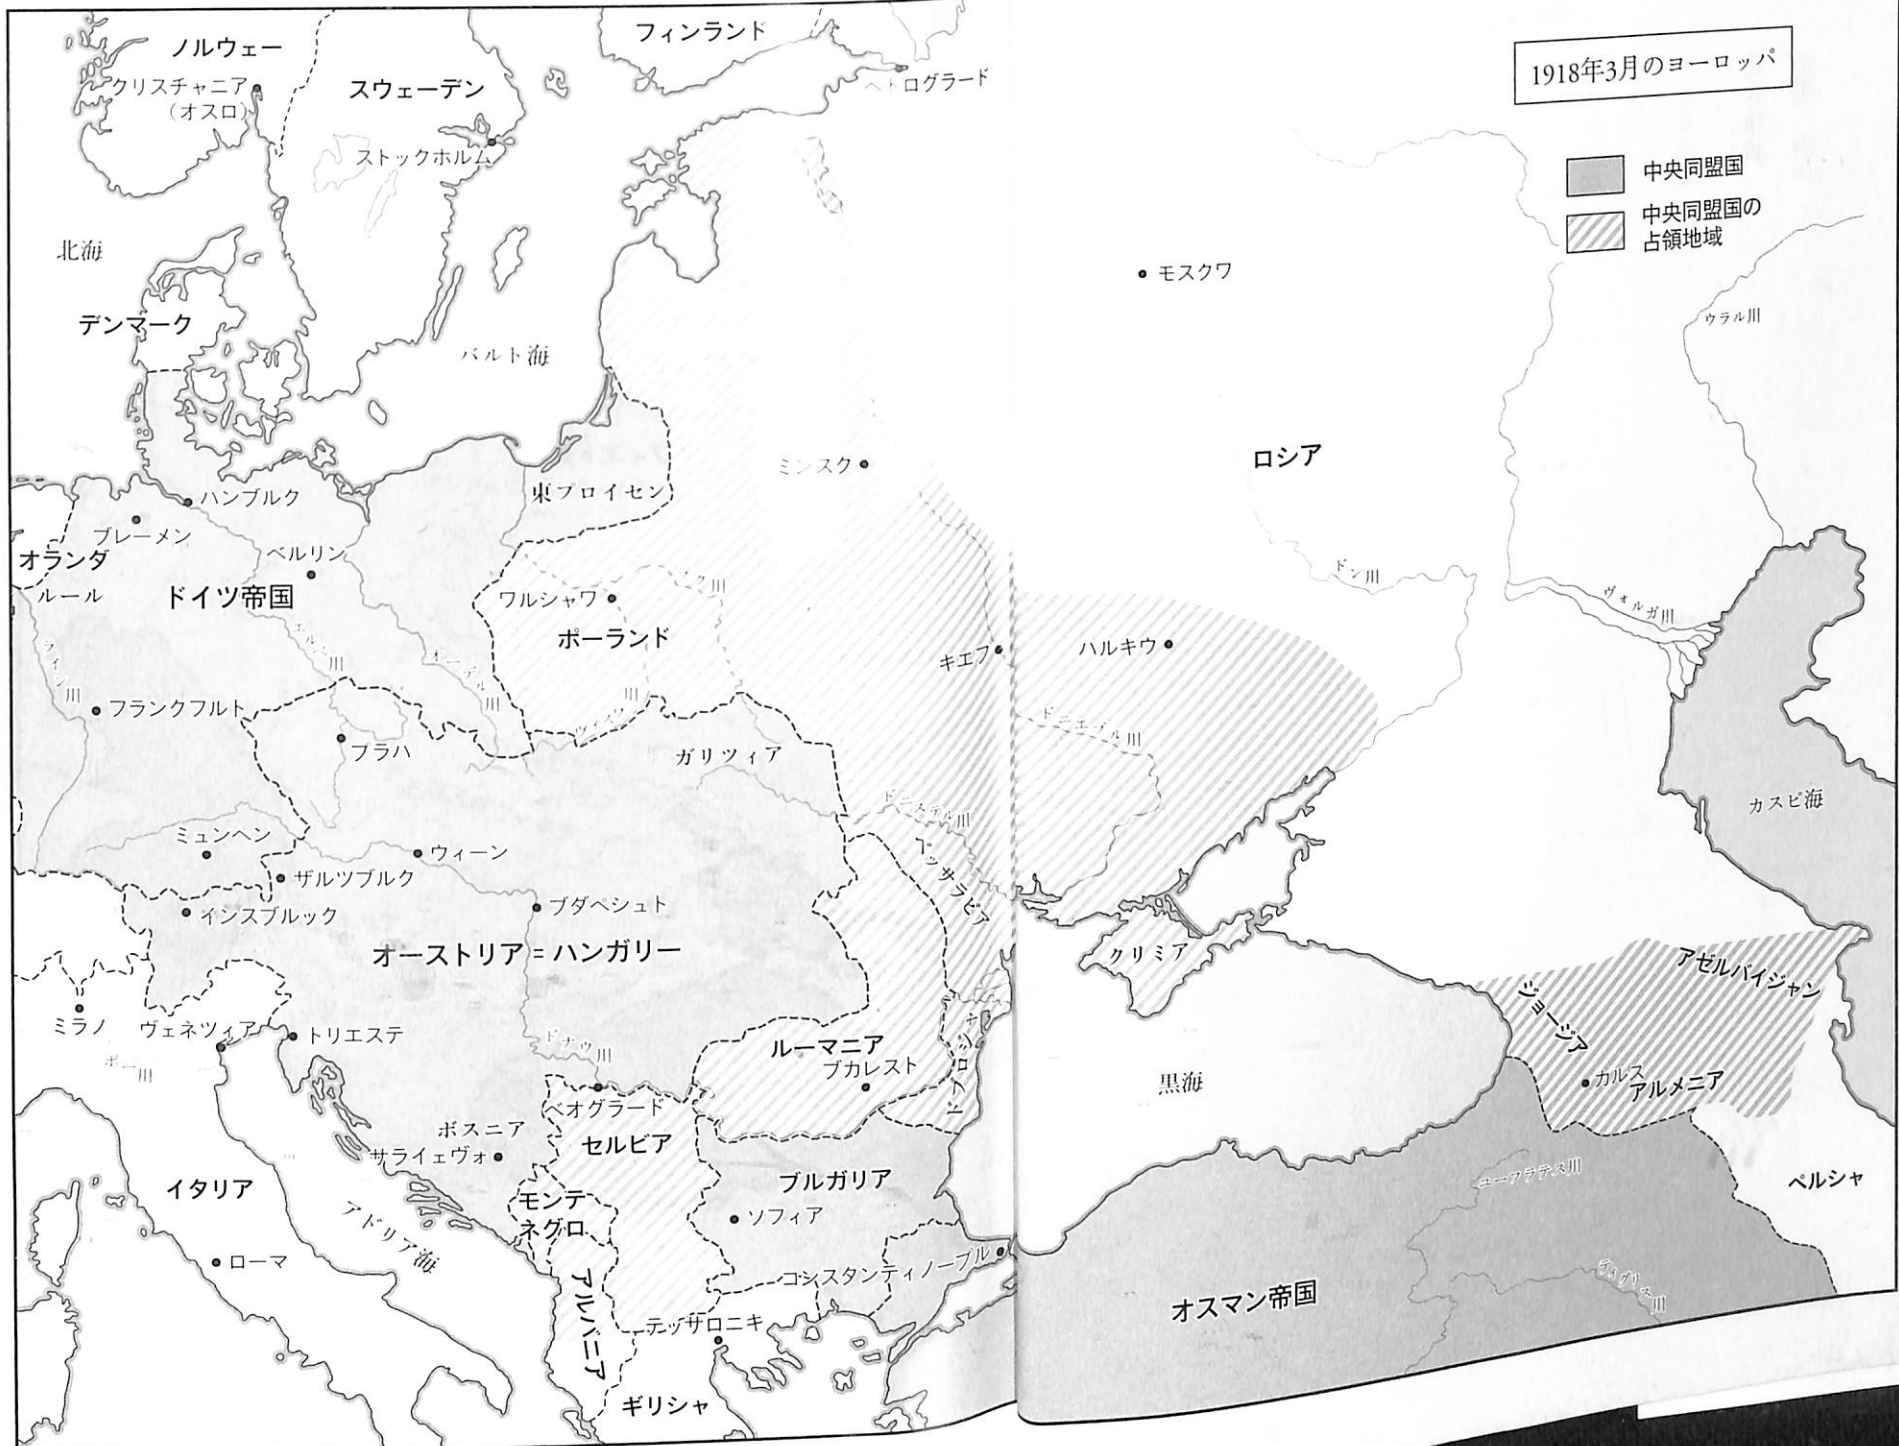 1918年3月のヨーロッパ
中央同盟国
中央同盟国の
占領地域
ノルウェー
クリスチャニア
(オスロ)
スウェーデン
ストックホルム
フィンランド
ペトログラード
北海
デンマーク
バルト海
モスクワ
ウラル川
ロシア
ミンスク
東プロイセン
ハンブルク
ブレーメン
オランダ
ルール
ベルリン
ドイツ帝国
ワルシャワ
ポーランド
ブク川
エルベ川
オーデル川
ライン川
フランクフルト
プラハ
ヴィスワ川
ガリツィア
キエフ
ハルキウ
ドン川
ヴォルガ川
ドニエプル川
ドニステル川
ベッサラビア
カスピ海
ミュンヘン
ウィーン
ザルツブルク
インスブルック
ブダペシュト
オーストリア=ハンガリー
クリミア
アゼルバイジャン
ジョージア
カルス
アルメニア
ミラノ
ヴェネツィア
トリエステ
ポー川
ドナウ川
ルーマニア
ブカレスト
ドブロジャ
黒海
ベオグラード
セルビア
ボスニア
サライェヴォ
モンテ
ネグロ
ブルガリア
ソフィア
ユーフラテス川
ペルシャ
イタリア
ローマ
アドリア海
アルバニア
コンスタンティノープル
テッサロニキ
ギリシャ
オスマン帝国
ティグリス川